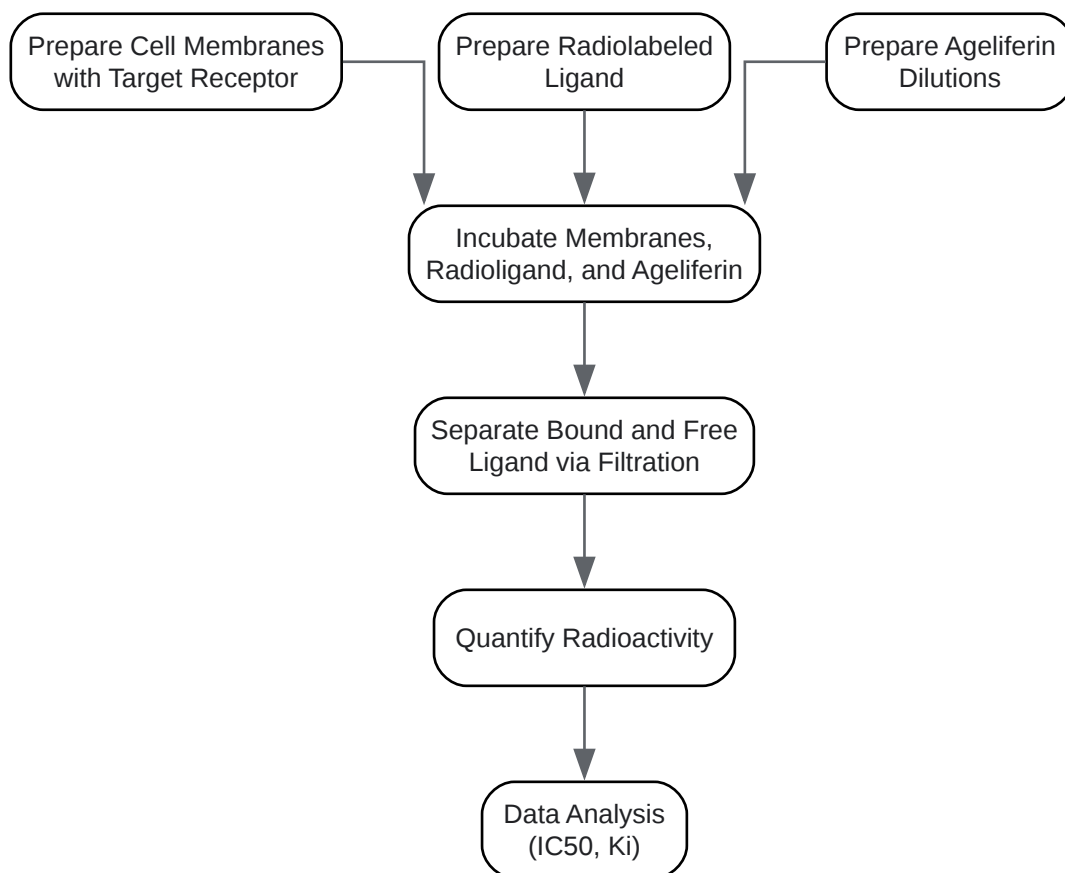 Prepare Cell Membranes
with Target Receptor
Prepare Radiolabeled
Ligand
Prepare Ageliferin
Dilutions
Incubate Membranes,
Radioligand, and Ageliferin
Separate Bound and Free
Ligand via Filtration
Quantify Radioactivity
Data Analysis
(IC50, Ki)